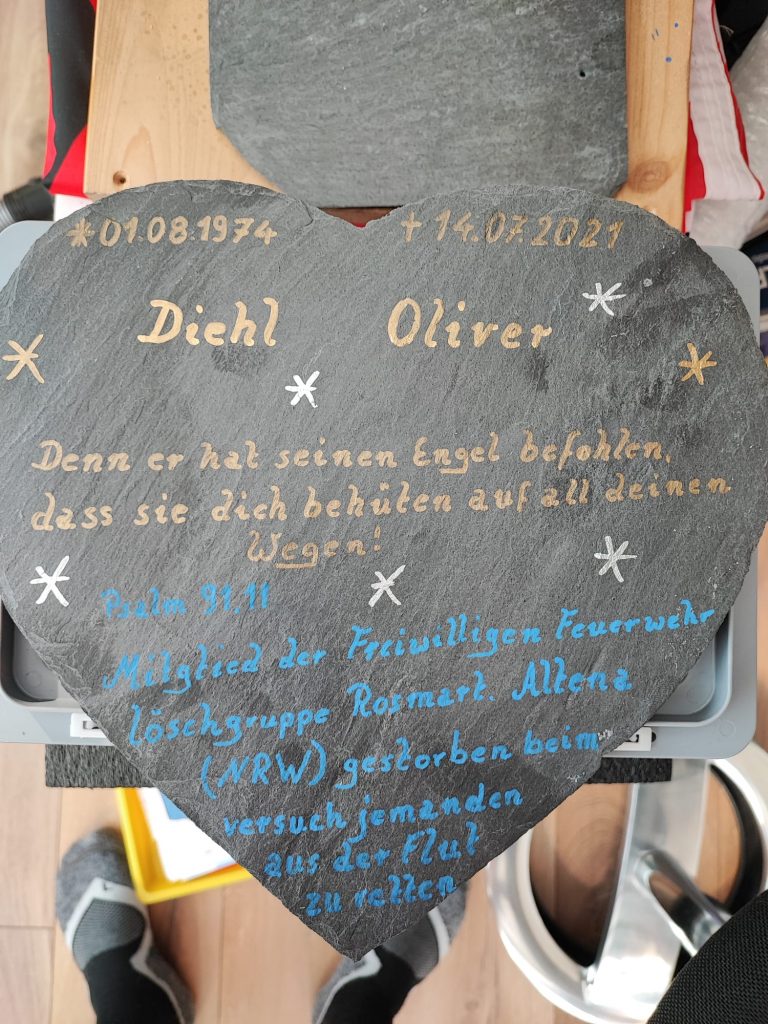 *01.08.1974 †14.07.2021
Diehl Oliver
Denn er hat seinen Engel befohlen,
dass sie dich behüten auf all deinen
Wegen!
Psalm 91,11
Mitglied der Freiwilligen Feuerwehr
löschgruppe Rosmart. Altena
(NRW) gestorben beim
versuch jemanden
aus der Flut
zu retten